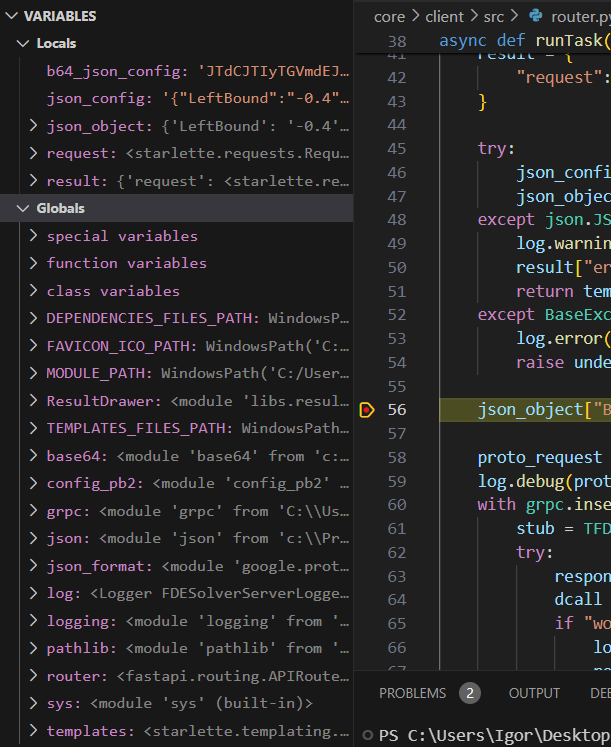 VARIABLES
Locals
b64_json_config: 'JTdCJTIyTGVmdEJ…
json_config: '{"LeftBound":"-0.4"…
json_object: {'LeftBound': '-0.4'…
request: <starlette.requests.Requ…
result: {'request': <starlette.re…
Globals
special variables
function variables
class variables
DEPENDENCIES_FILES_PATH: WindowsP…
FAVICON_ICO_PATH: WindowsPath('C:…
MODULE_PATH: WindowsPath('C:/User…
ResultDrawer: <module 'libs.resul…
TEMPLATES_FILES_PATH: WindowsPath…
base64: <module 'base64' from 'c:…
config_pb2: <module 'config_pb2' …
grpc: <module 'grpc' from 'C:\\Us…
json: <module 'json' from 'c:\\Pr…
json_format: <module 'google.prot…
log: <Logger FDESolverServerLogge…
logging: <module 'logging' from '…
pathlib: <module 'pathlib' from '…
router: <fastapi.routing.APIRoute…
sys: <module 'sys' (built-in)>
templates: <starlette.templating.…
core > client > src > router.py
38 async def runTask(
41 result = {
42 "request":
43 }
44
45 try:
46 json_confi
47 json_objec
48 except json.JS
49 log.warnin
50 result["er
51 return tem
52 except BaseExc
53 log.error(
54 raise unde
55
56 json_object["B
57
58 proto_request
59 log.debug(prot
60 with grpc.inse
61 stub = TFD
62 try:
63 respon
64 dcall
65 if "wo
66 lo
67
PROBLEMS 2 OUTPUT DE
PS C:\Users\Igor\Desktop